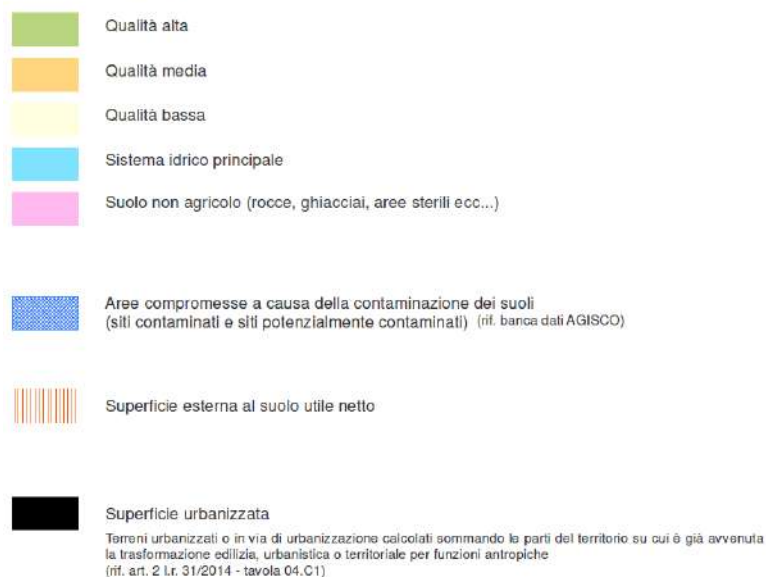 Qualità alta
Qualità media
Qualità bassa
Sistema idrico principale
Suolo non agricolo (rocce, ghiacciai, aree sterili ecc...)
Aree compromesse a causa della contaminazione dei suoli
(siti contaminati e siti potenzialmente contaminati) (rif. banca dati AGISCO)
Superficie esterna al suolo utile netto
Superficie urbanizzata
Terreni urbanizzati o in via di urbanizzazione calcolati sommando le parti del territorio su cui è già avvenuta
la trasformazione edilizia, urbanistica o territoriale per funzioni antropiche
(rif. art. 2 l.r. 31/2014 - tavola 04.C1)